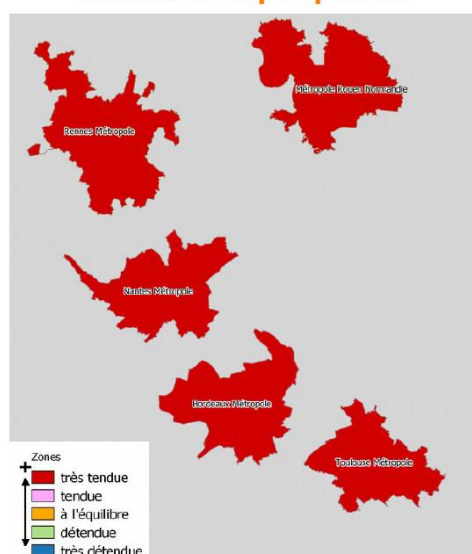 Métropole Rouen Normandie
Rennes Métropole
Nantes Métropole
Bordeaux Métropole
Toulouse Métropole
Zones
+
très tendue
tendue
à l'équilibre
détendue
très détendue